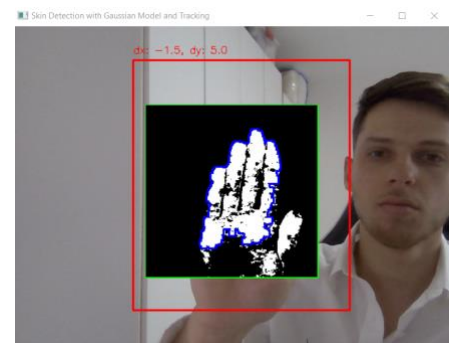 Skin Detection with Gaussian Model and Tracking
dx: -1.5, dy: 5.0